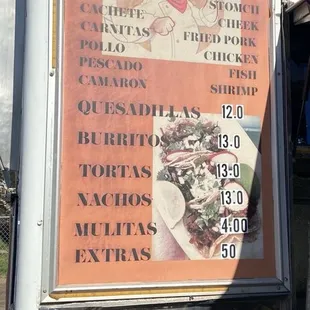 CACHETE
CARNITAS
POLLO
PESCADO
CAMARON
STOMCH
CHEEK
FRIED PORK
CHICKEN
FISH
SHRIMP
QUESADILLAS 12.0
BURRITOS 13.0
TORTAS 13.0
NACHOS 13.0
MULITAS 4.00
EXTRAS 50